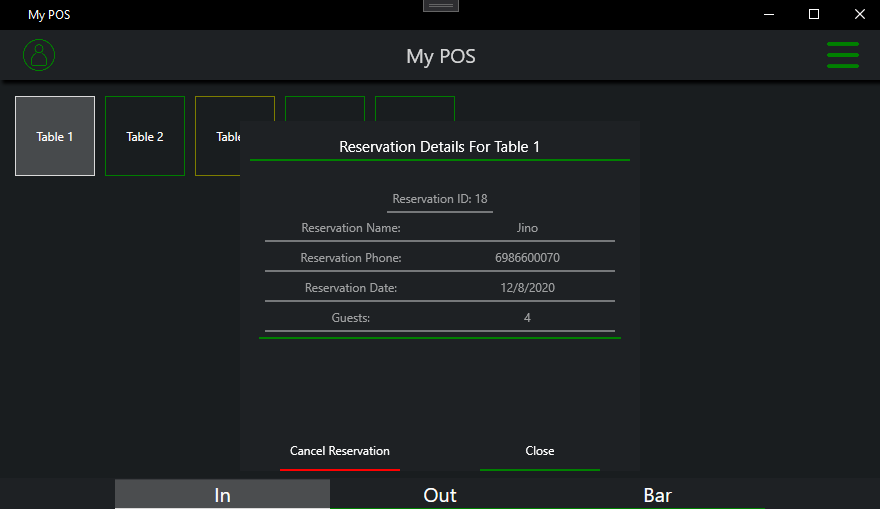 My POS
My POS
Table 1
Table 2
Table
Reservation Details For Table 1
Reservation ID: 18
Reservation Name: Jino
Reservation Phone: 6986600070
Reservation Date: 12/8/2020
Guests: 4
Cancel Reservation Close
In Out Bar